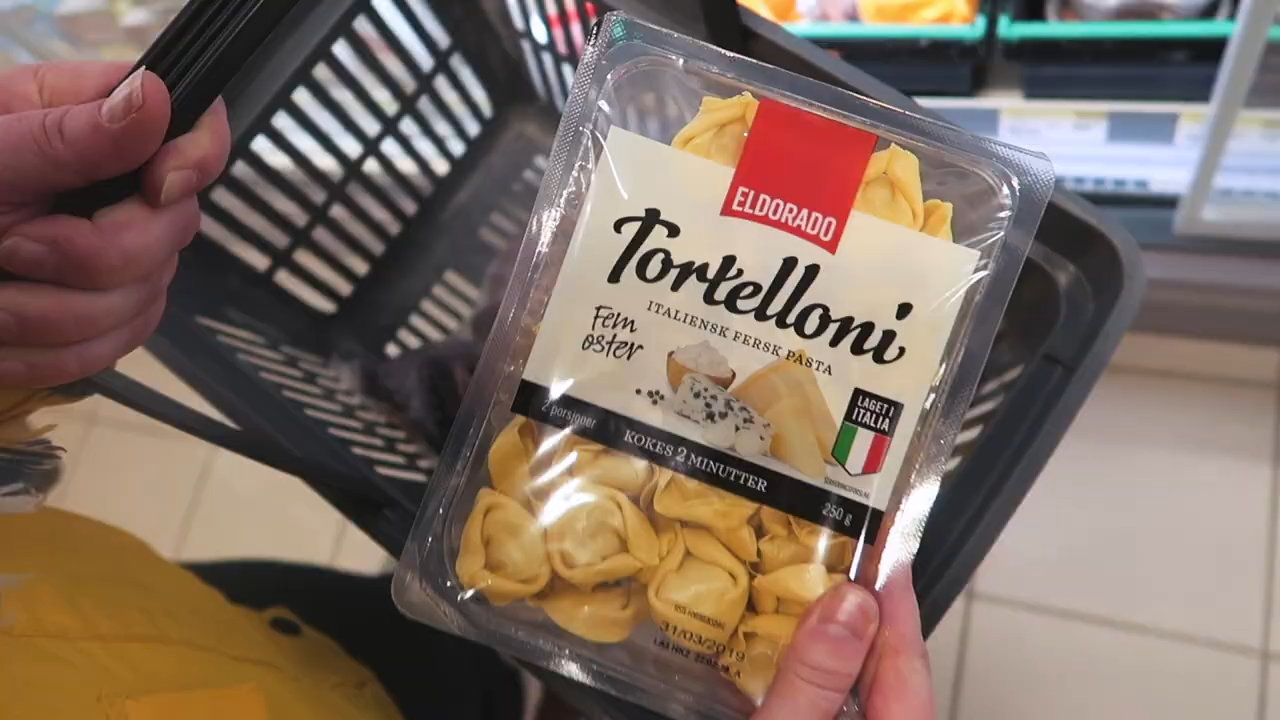 ELDORADO
Tortelloni
ITALIENSK FERSK PASTA
Fem
oster
LAGET I
ITALIA
2 porsjoner
KOKES 2 MINUTTER
250 g
31/03/2019